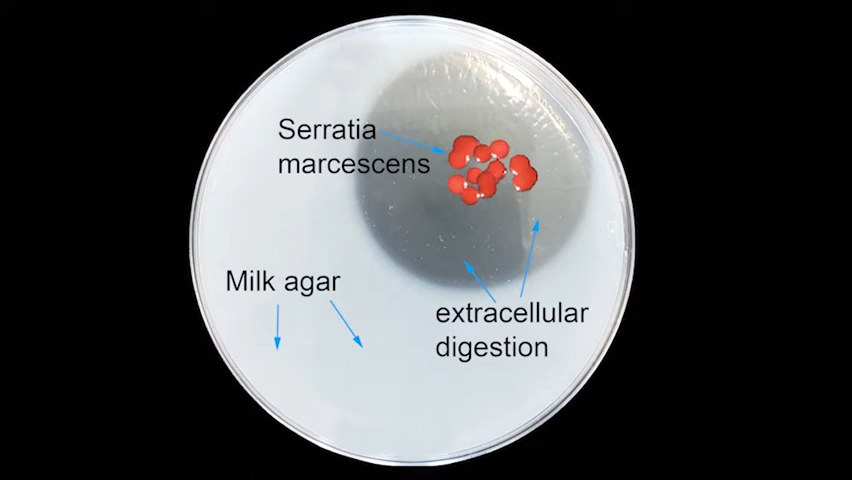 Serratia
marcescens
Milk agar
extracellular
digestion